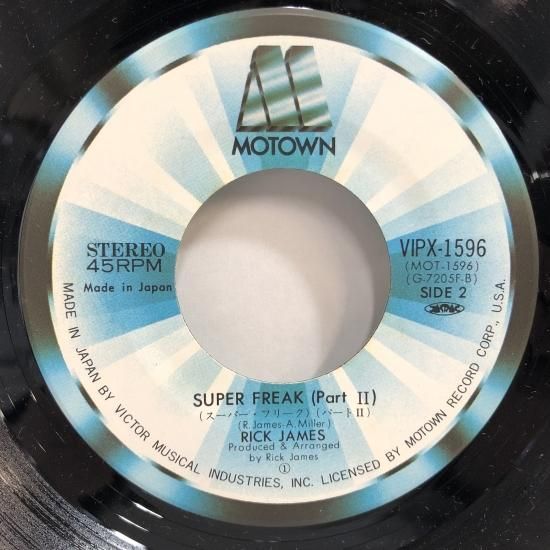 MOTOWN
STEREO
45RPM
Made in Japan
VIPX-1596
(MOT-1596)
(G-7205F-B)
SIDE 2
SUPER FREAK (Part II)
(スーパー・フリーク)(パートII)
(R.James-A.Miller)
RICK JAMES
Produced & Arranged
by Rick James
①
MADE IN JAPAN BY VICTOR MUSICAL INDUSTRIES, INC. LICENSED BY MOTOWN RECORD CORP., U.S.A.